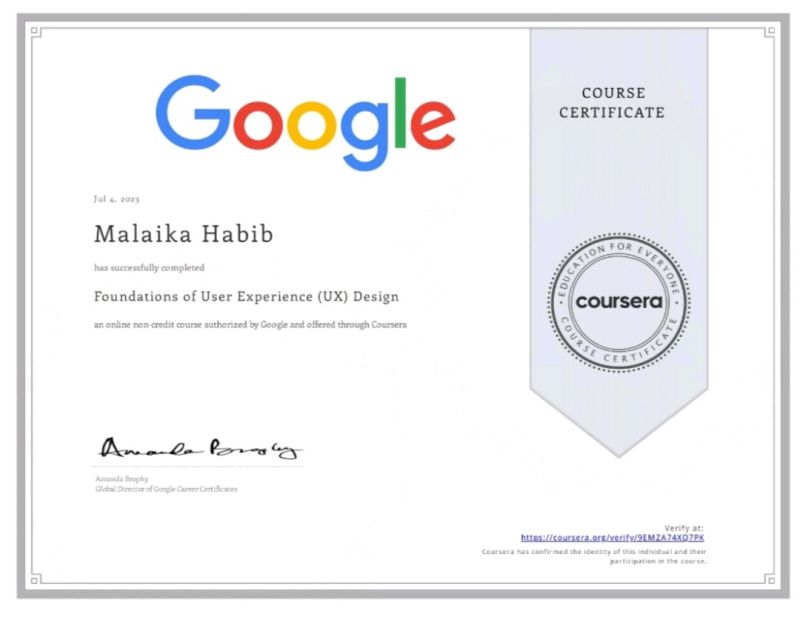 Google
COURSE
CERTIFICATE
Jul 4, 2023
Malaika Habib
has successfully completed
Foundations of User Experience (UX) Design
an online non-credit course authorized by Google and offered through Coursera
EDUCATION FOR EVERYONE
coursera
COURSE CERTIFICATE
Amanda Brophy
Amanda Brophy
Global Director of Google Career Certificates
Verify at:
https://coursera.org/verify/9EMZA74XQ7PK
Coursera has confirmed the identity of this individual and their
participation in the course.